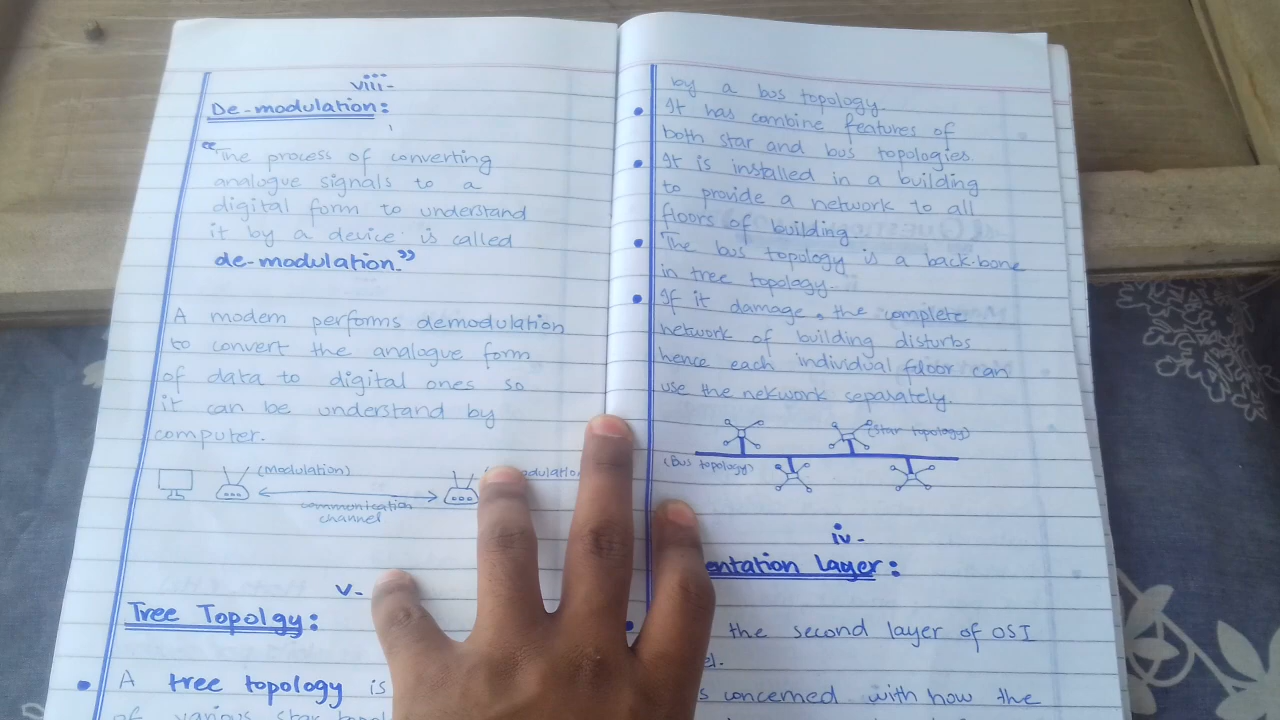 viii-
De-modulation:
"The process of converting
analogue signals to a
digital form to understand
it by a device is called
de-modulation."
A modem performs demodulation
to convert the analogue form
of data to digital ones so
it can be understand by
computer.
(Modulation)
communication
channel
v-
Tree Topolgy:
• A tree topology is
of various star
by a bus topology.
• It has combine features of
both star and bus topologies.
• It is installed in a building
to provide a network to all
floors of building.
• The bus topology is a back-bone
in tree topology.
• If it damage, the complete
network of building disturbs
hence each individual fdoor can
use the nekwork separately.
(Star topology)
(Bus topology)
iv-
entation layer:
• the second layer of OSI
concerned with how the